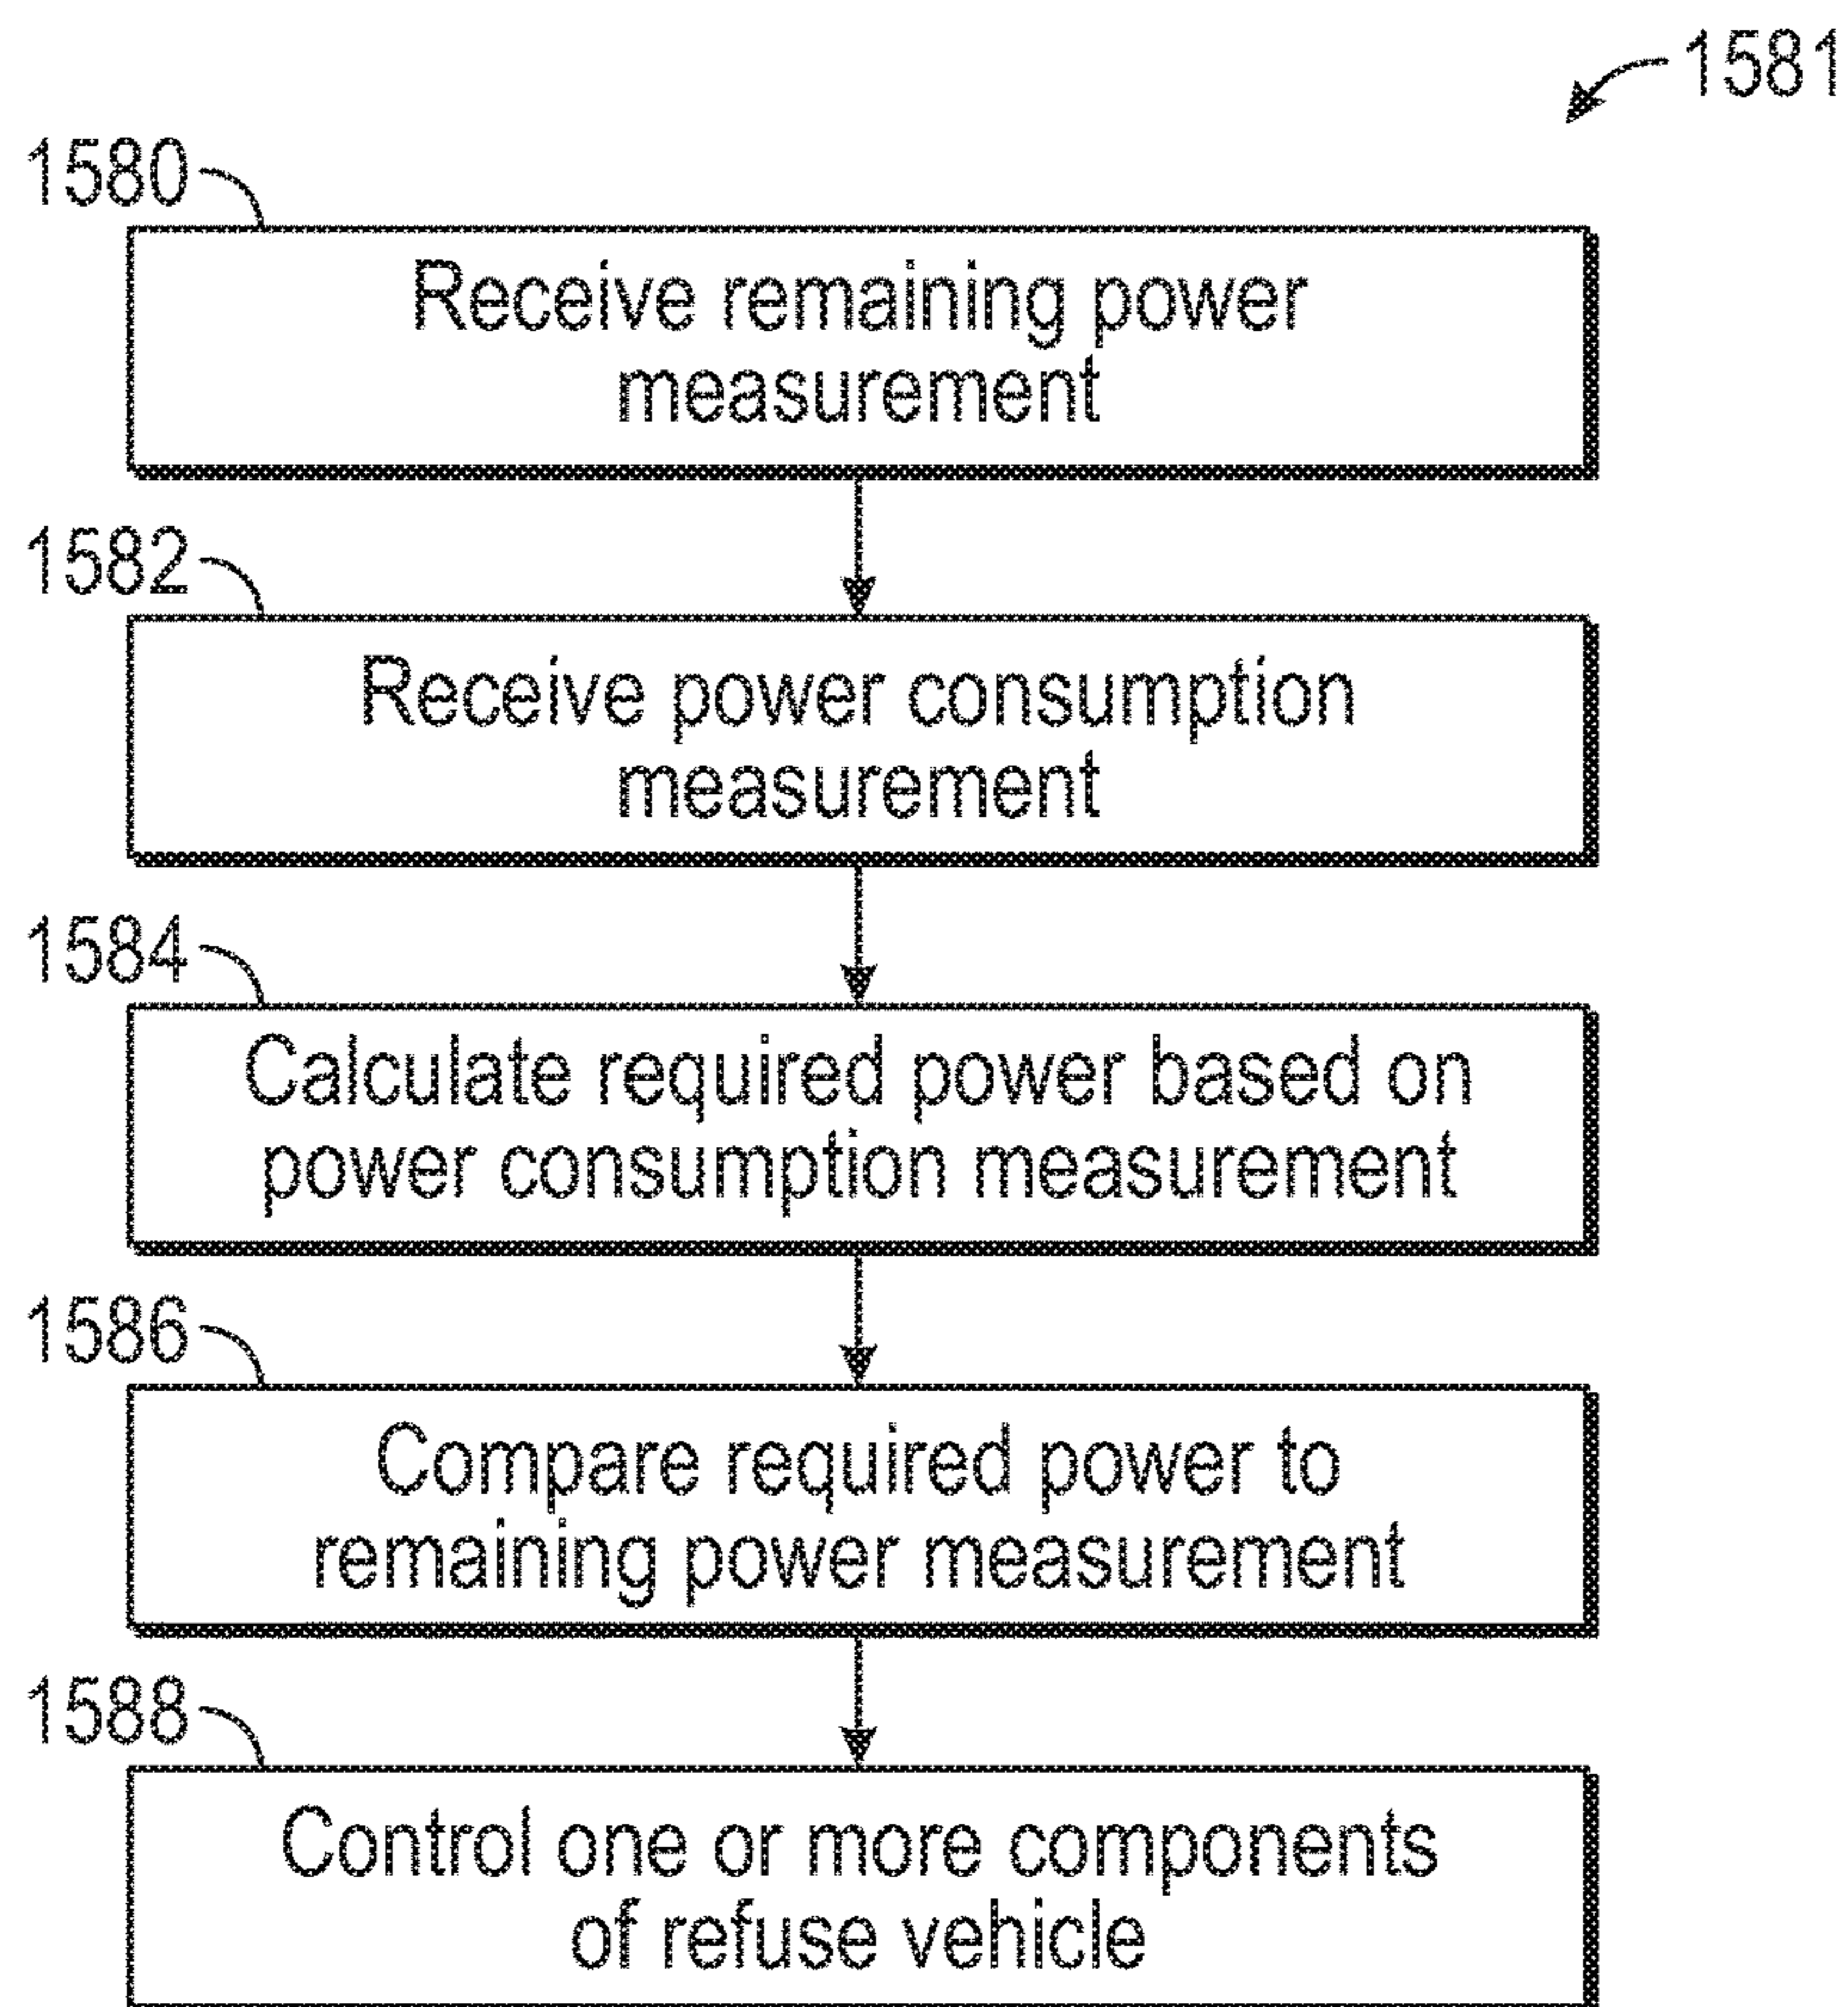 1581
1580
Receive remaining power
measurement
1582
Receive power consumption
measurement
1584
Calculate required power based on
power consumption measurement
1586
Compare required power to
remaining power measurement
1588
Control one or more components
of refuse vehicle